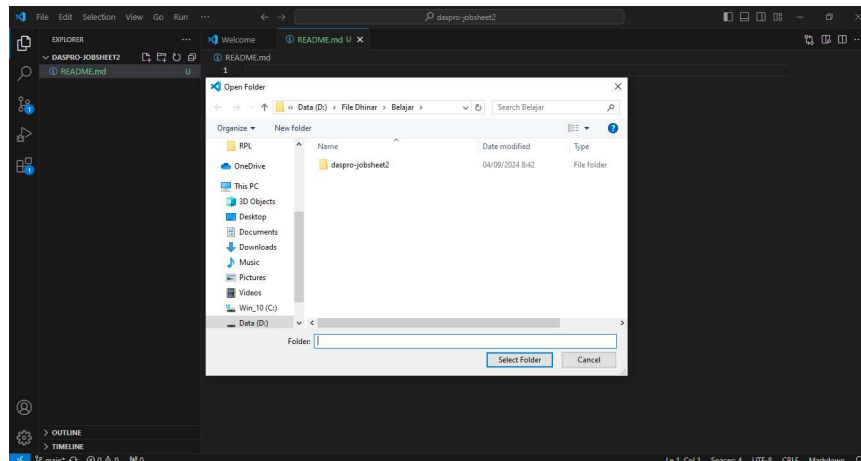 File Edit Selection View Go Run ··· daspro-jobsheet2
EXPLORER ··· Welcome README.md U
DASPRO-JOBSHEET2 README.md
README.md U 1
Open Folder
« Data (D:) › File Dhinar › Belajar › Search Belajar
Organize New folder
RPL Name Date modified Type
OneDrive daspro-jobsheet2 04/09/2024 8:42 File folder
This PC
3D Objects
Desktop
Documents
Downloads
Music
Pictures
Videos
Win_10 (C:)
Data (D:)
Folder:
Select Folder Cancel
OUTLINE
TIMELINE
main* 0 0 0 Ln 1, Col 1 Spaces: 4 UTF-8 CRLF Markdown